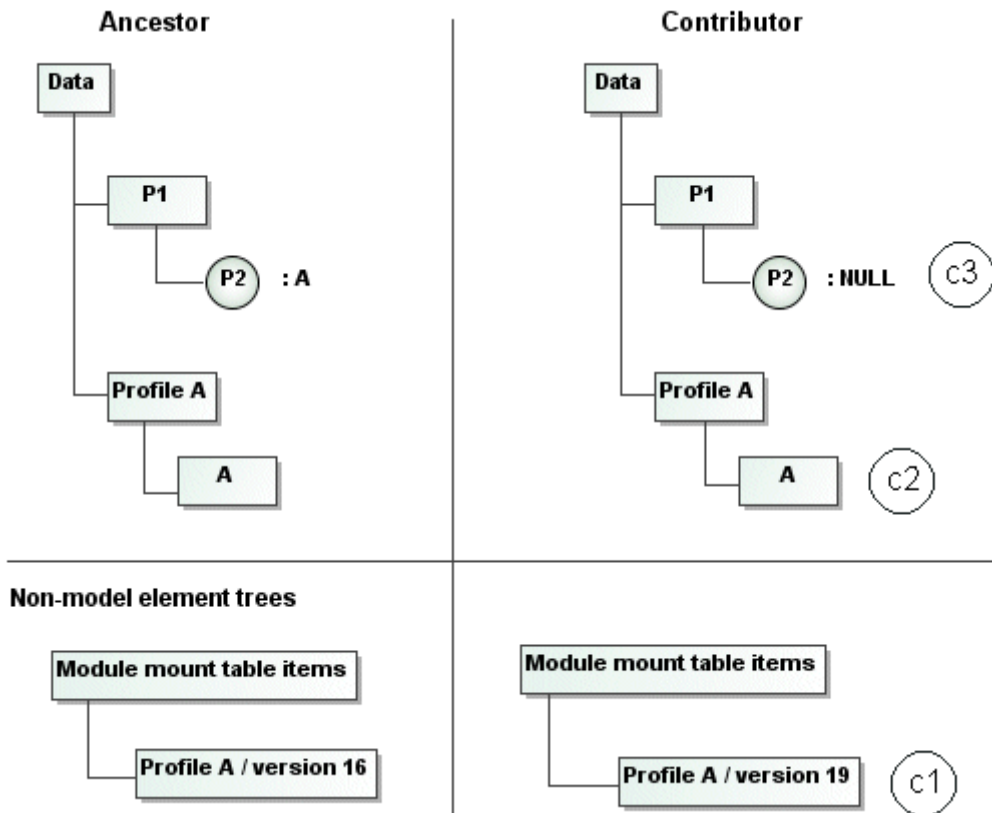 Ancestor
Contributor
Data
Data
P1
P1
P2 : A
P2 : NULL c3
Profile A
Profile A
A
A c2
Non-model element trees
Module mount table items
Module mount table items
Profile A / version 16
Profile A / version 19 c1